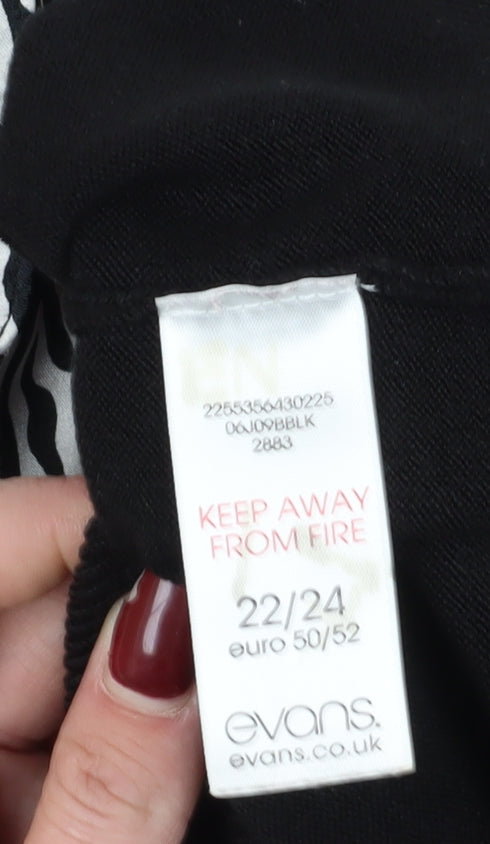 2255356430225
06J09BBLK
2883
KEEP AWAY
FROM FIRE
22/24
euro 50/52
evans.
evans.co.uk